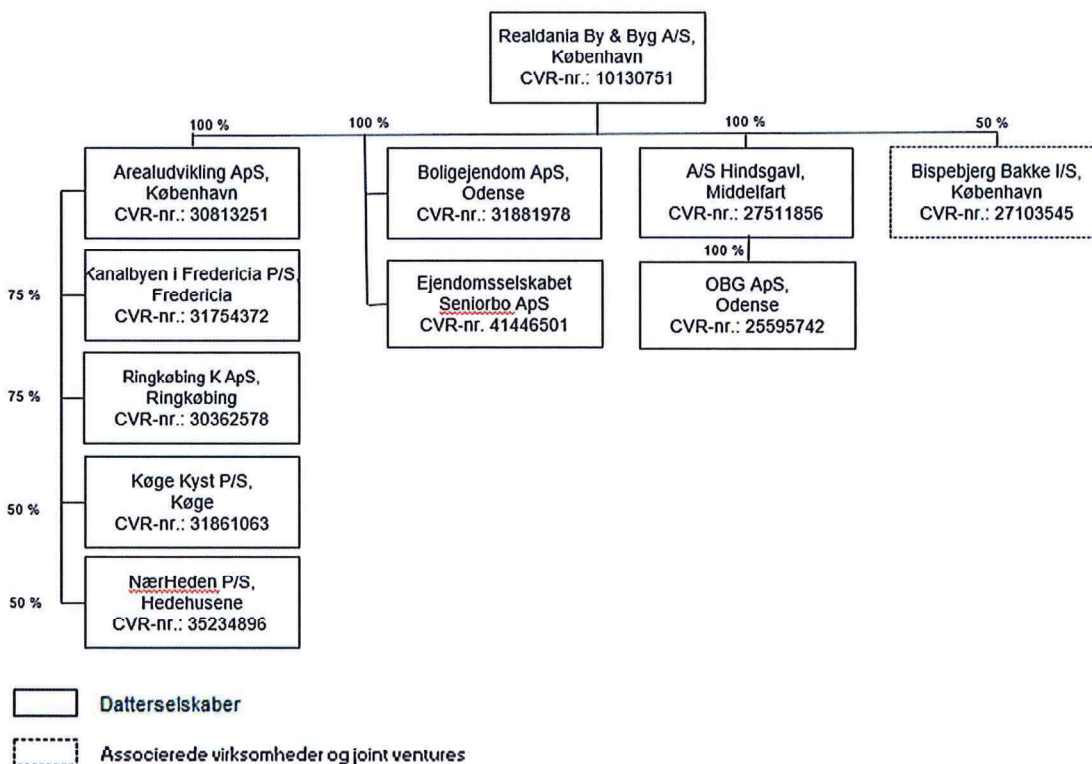 Realdania By & Byg A/S,
København
CVR-nr.: 10130751
100 %
100 %
100 %
50 %
Arealudvikling ApS,
København
CVR-nr.: 30813251
Boligejendom ApS,
Odense
CVR-nr.: 31881978
A/S Hindsgavl,
Middelfart
CVR-nr.: 27511856
Bispebjerg Bakke I/S,
København
CVR-nr.: 27103545
75 %
Kanalbyen i Fredericia P/S,
Fredericia
CVR-nr.: 31754372
Ejendomsselskabet
Seniorbo ApS
CVR-nr. 41446501
100 %
OBG ApS,
Odense
CVR-nr.: 25595742
75 %
Ringkøbing K ApS,
Ringkøbing
CVR-nr.: 30362578
50 %
Køge Kyst P/S,
Køge
CVR-nr.: 31861063
50 %
NærHeden P/S,
Hedehusene
CVR-nr.: 35234896
Datterselskaber
Associerede virksomheder og joint ventures